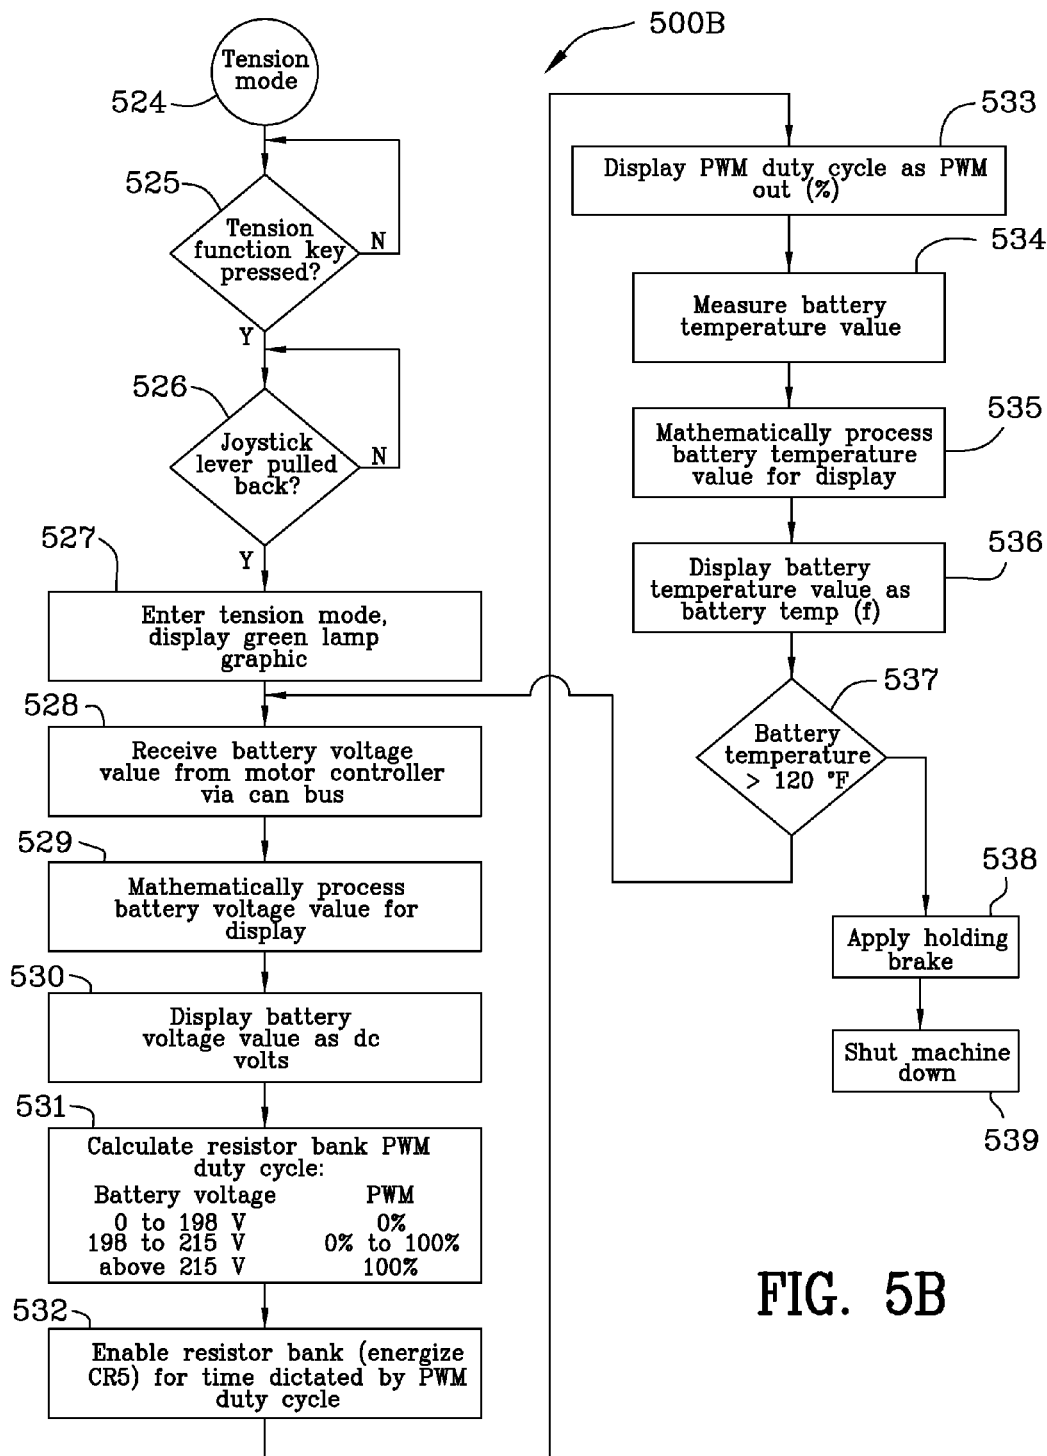 500B
Tension
mode
524
525
Tension
function key
pressed?
N
Y
526
Joystick
lever pulled
back?
N
Y
527
Enter tension mode,
display green lamp
graphic
528
Receive battery voltage
value from motor controller
via can bus
529
Mathematically process
battery voltage value for
display
530
Display battery
voltage value as dc
volts
531
Calculate resistor bank PWM
duty cycle:
Battery voltage PWM
0 to 198 V 0%
198 to 215 V 0% to 100%
above 215 V 100%
532
Enable resistor bank (energize
CR5) for time dictated by PWM
duty cycle
533
Display PWM duty cycle as PWM
out (%)
534
Measure battery
temperature value
535
Mathematically process
battery temperature
value for display
536
Display battery
temperature value as
battery temp (f)
537
Battery
temperature
> 120 °F
538
Apply holding
brake
Shut machine
down
539
FIG. 5B